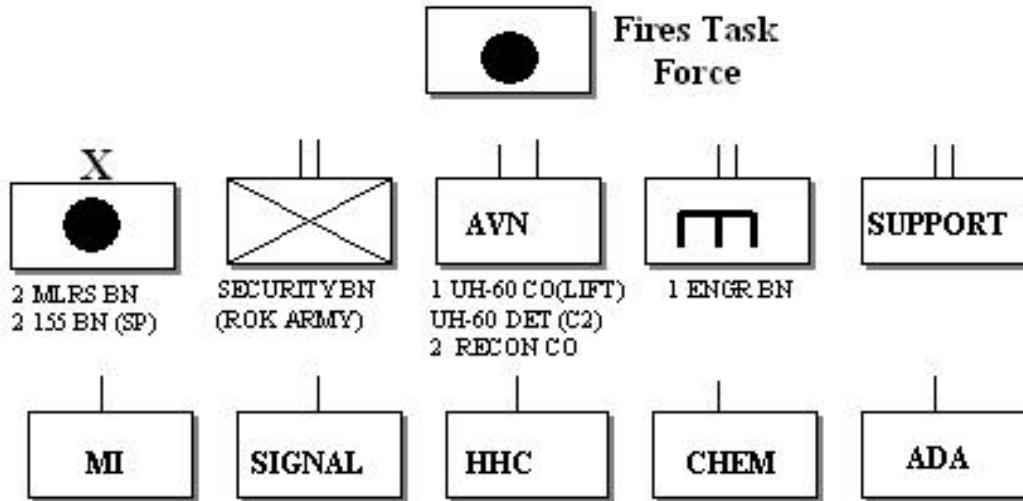 Fires Task
Force
X
AVN
SUPPORT
2 MLRS BN
2 155 BN (SP)
SECURITY BN
(ROK ARMY)
1 UH-60 CO(LIFT)
UH-60 DET (C2)
2 RECON CO
1 ENGR BN
MI
SIGNAL
HHC
CHEM
ADA